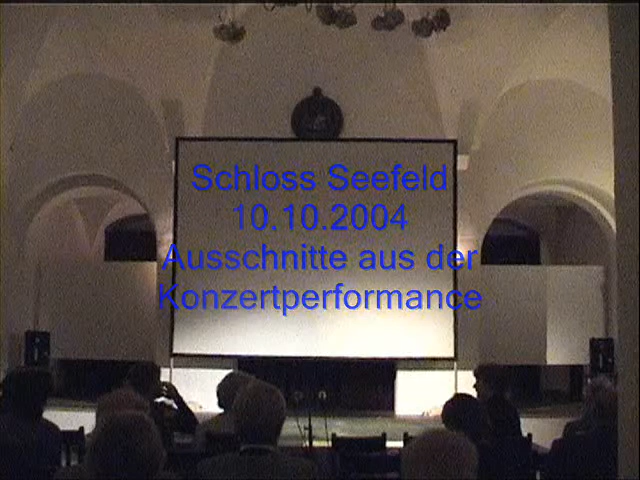 Schloss Seefeld
10.10.2004
Ausschnitte aus der
Konzertperformance